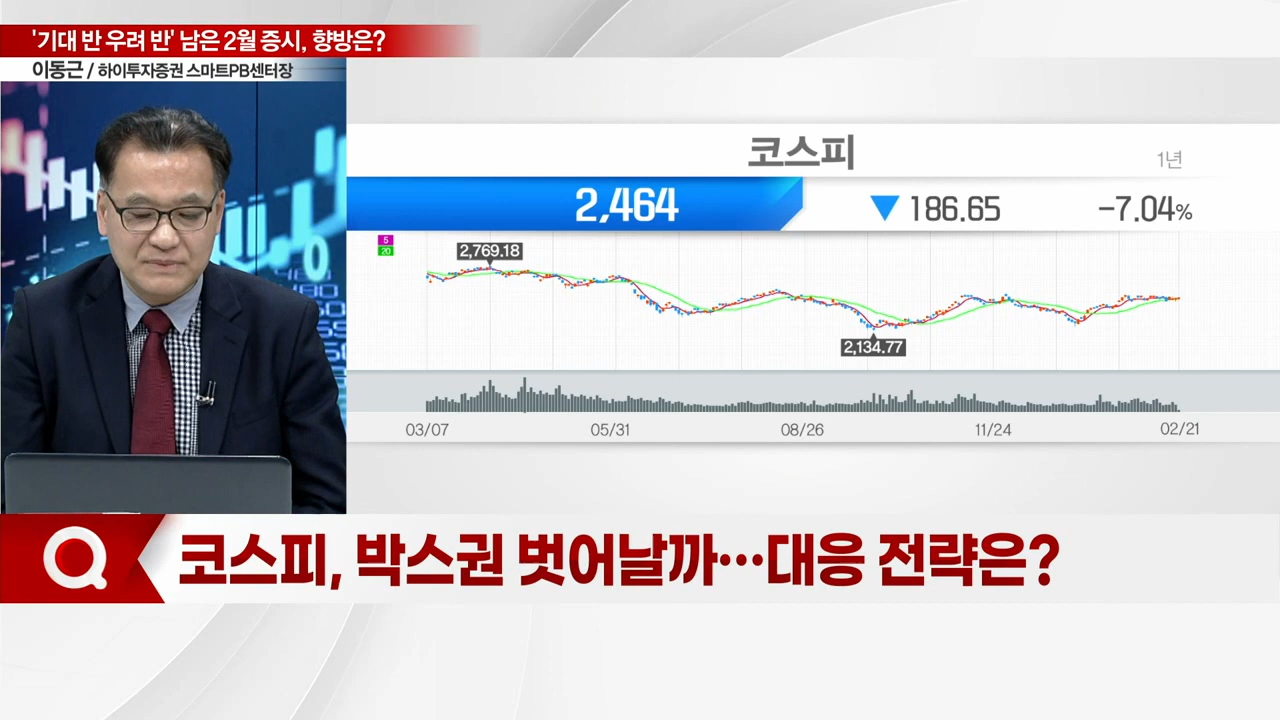 '기대 반 우려 반' 남은 2월 증시, 향방은?
이동근 / 하이투자증권 스마트PB센터장
코스피
1년
2,464 ▼ 186.65 -7.04%
5
20
2,769.18
2,134.77
03/07 05/31 08/26 11/24 02/21
Q 코스피, 박스권 벗어날까…대응 전략은?